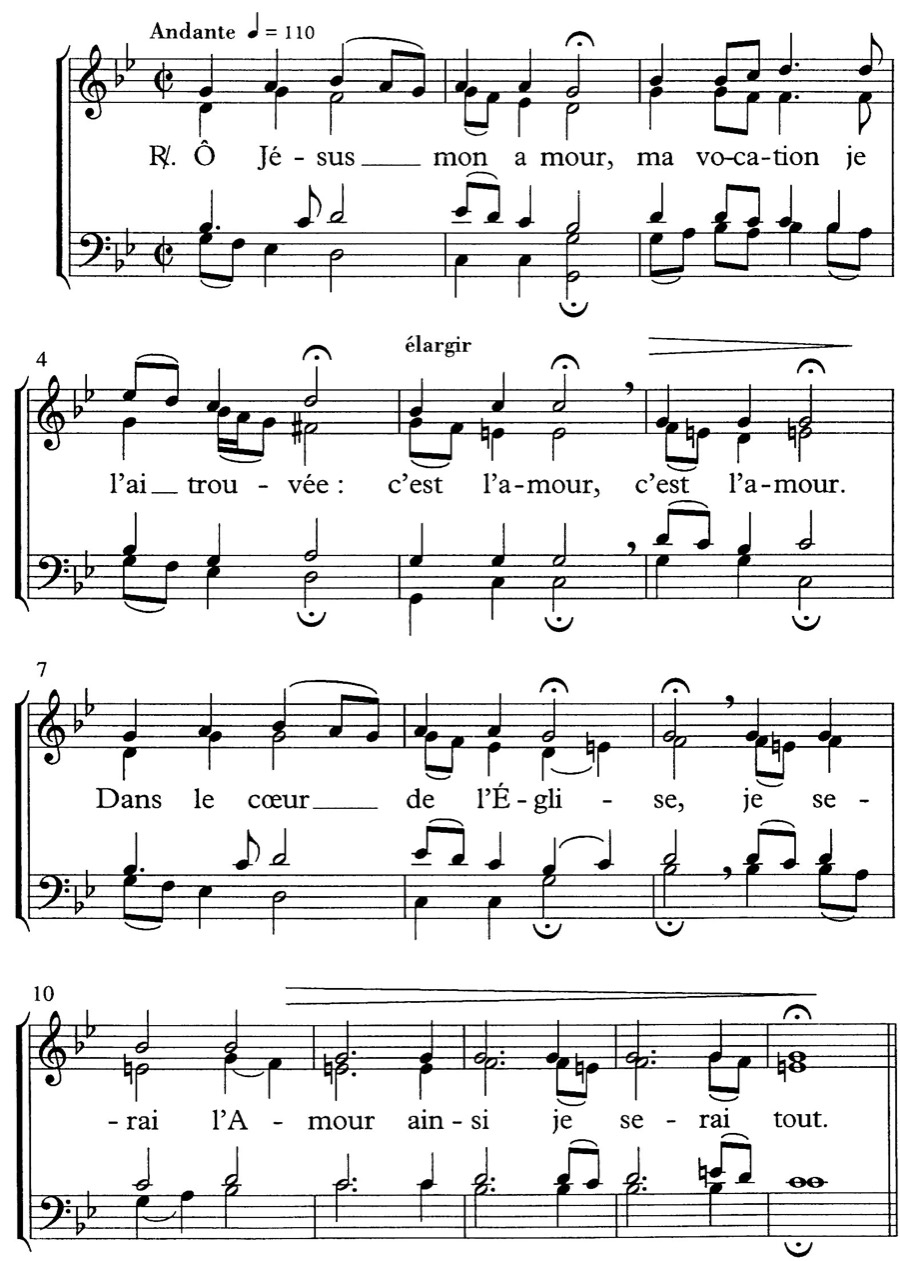 Andante ♩ = 110
R/. Ô Jé - sus mon a mour, ma vo-ca-tion je
4
élargir
l'ai trou - vée : c'est l'a-mour, c'est l'a-mour.
7
Dans le cœur de l'É - gli - se, je se -
10
- rai l'A - mour ain - si je se - rai tout.